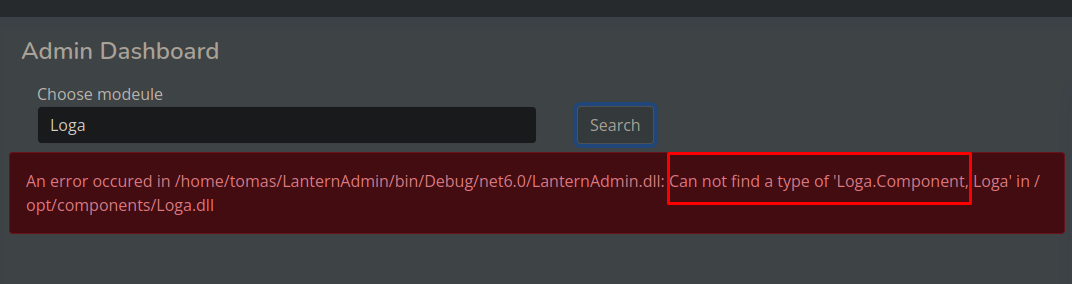 Admin Dashboard
Choose modeule
Loga
Search
An error occured in /home/tomas/LanternAdmin/bin/Debug/net6.0/LanternAdmin.dll: Can not find a type of 'Loga.Component, Loga' in /
opt/components/Loga.dll